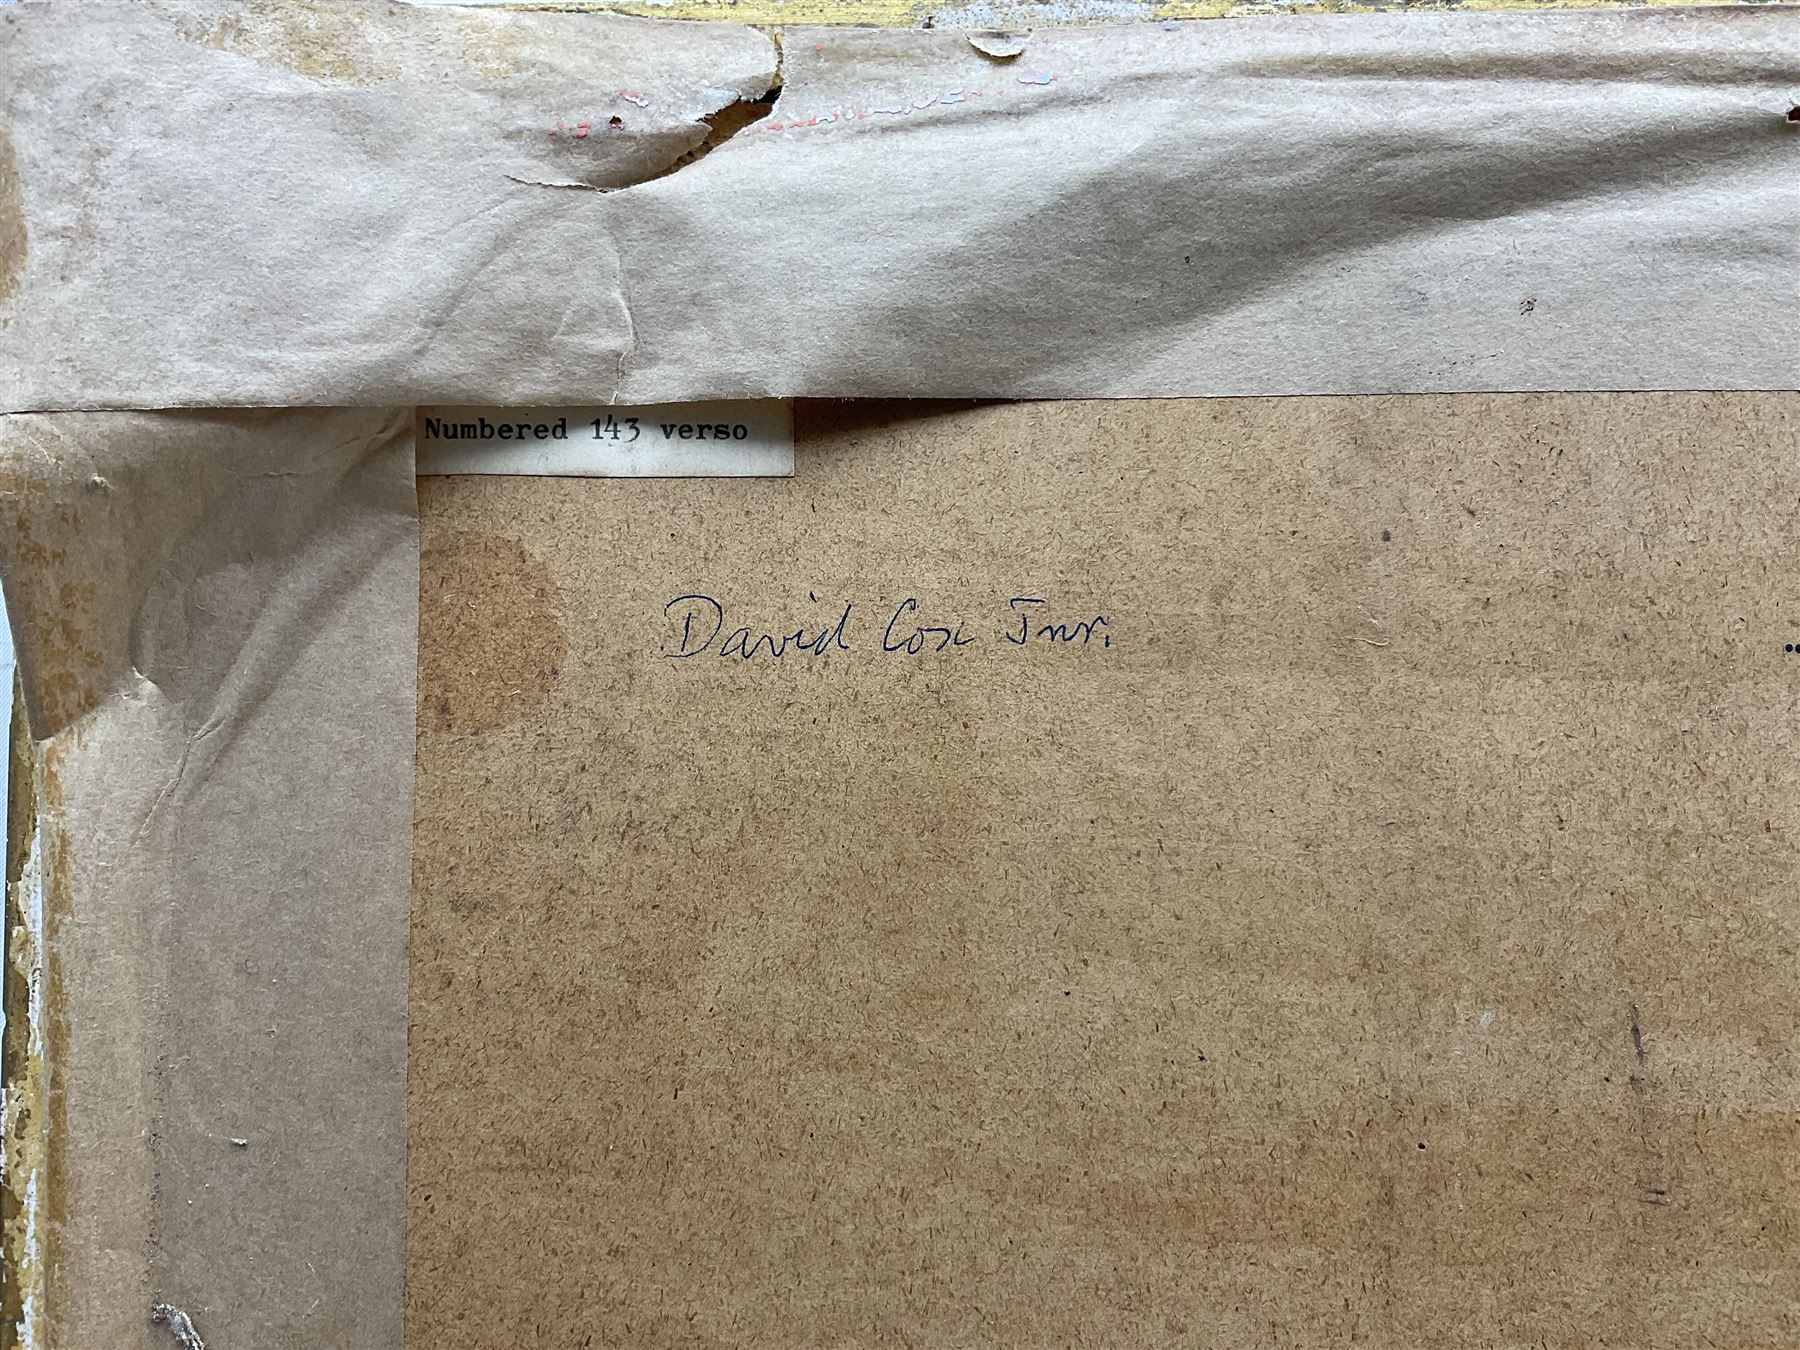 Numbered 143 verso
David Cox Jnr.